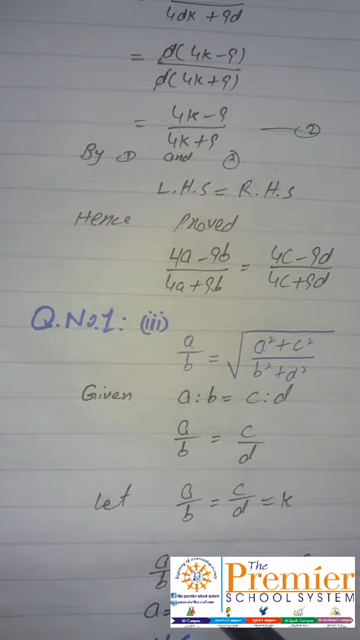 4dk + 9d
= d(4k-9) / d(4k+9)
= 4k-9 / 4k+9 —②
By ① and ②
L.H.S = R.H.S
Hence Proved
4a-9b / 4a+9b = 4c-9d / 4c+9d
Q.No.1: (iii)
a/b = √(a²+c² / b²+d²)
Given a:b = c:d
a/b = c/d
Let a/b = c/d = k
a/b
a=
The
Premier
SCHOOL SYSTEM